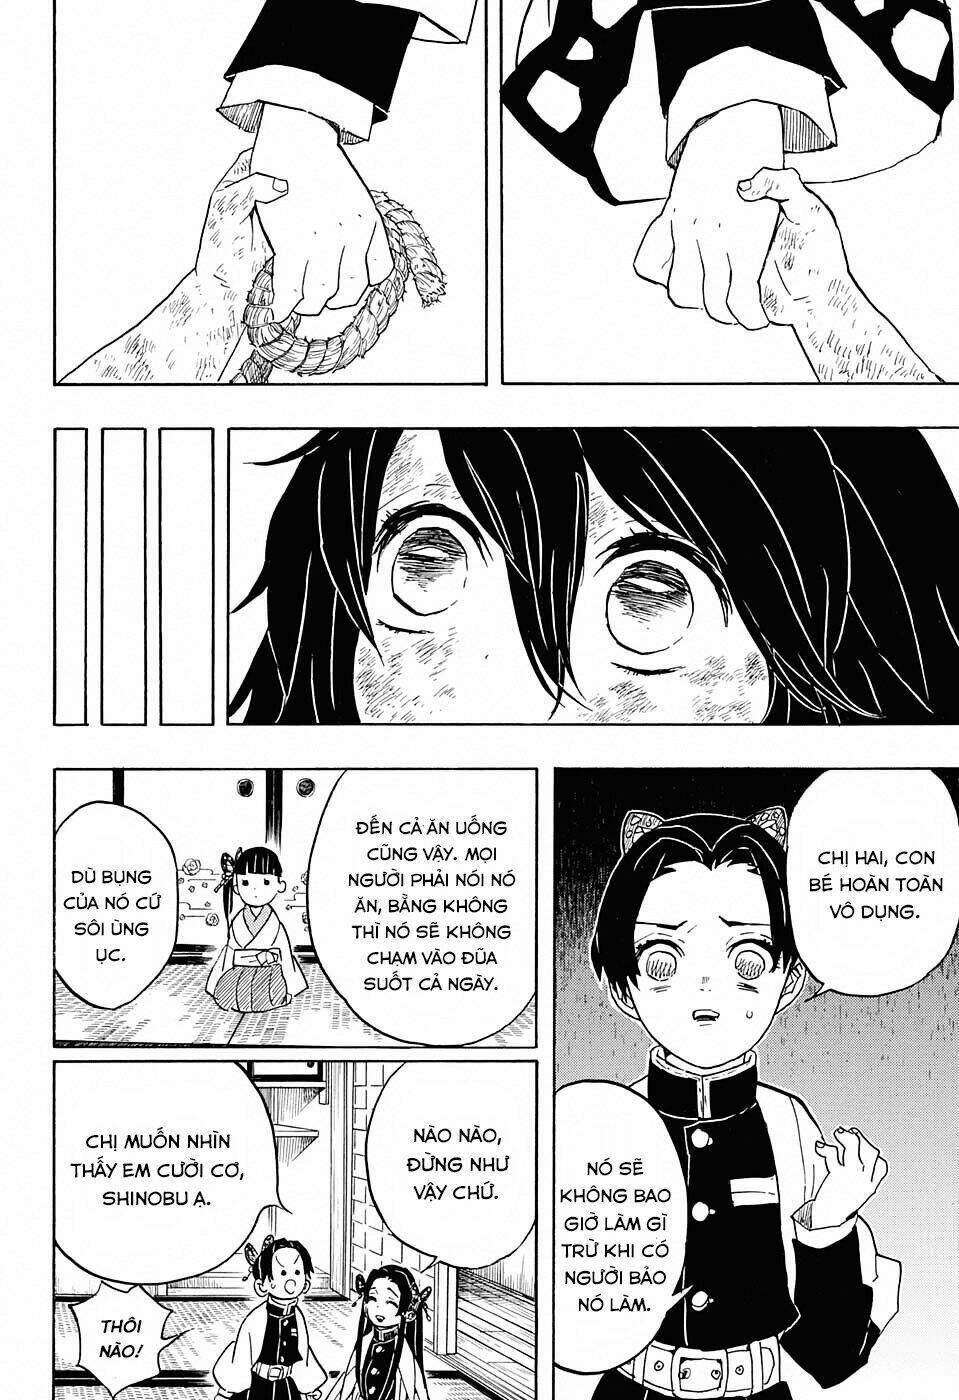 CHỊ HAI, CON
BÉ HOÀN TOÀN
VÔ DỤNG.
NÓ SẼ
KHÔNG BAO
GIỜ LÀM GÌ
TRỪ KHI CÓ
NGƯỜI BẢO
NÓ LÀM.
ĐẾN CẢ ĂN UỐNG
CŨNG VẬY. MỌI
NGƯỜI PHẢI NÓI NÓ
ĂN, BẰNG KHÔNG
THÌ NÓ SẼ KHÔNG
CHẠM VÀO ĐŨA
SUỐT CẢ NGÀY.
DÙ BỤNG
CỦA NÓ CỨ
SÔI ÙNG
ỤC.
NÀO NÀO,
ĐỪNG NHƯ
VẬY CHỨ.
CHỊ MUỐN NHÌN
THẤY EM CƯỜI CƠ,
SHINOBU Ạ.
THÔI
NÀO!